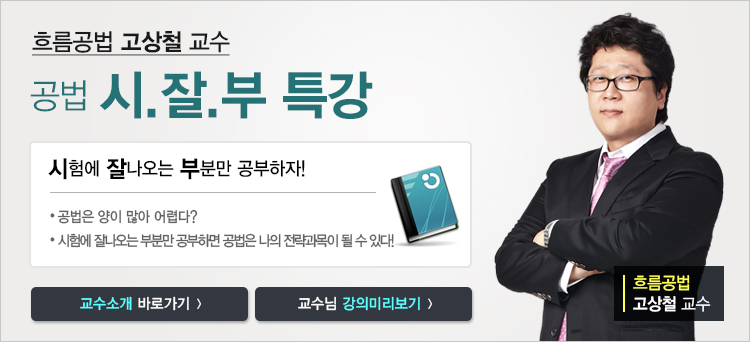 흐름공법 고상철 교수
공법 시.잘.부 특강
시험에 잘나오는 부분만 공부하자!
• 공법은 양이 많아 어렵다?
• 시험에 잘나오는 부분만 공부하면 공법은 나의 전략과목이 될 수 있다!
교수소개 바로가기 〉
교수님 강의미리보기 〉
흐름공법
고상철 교수